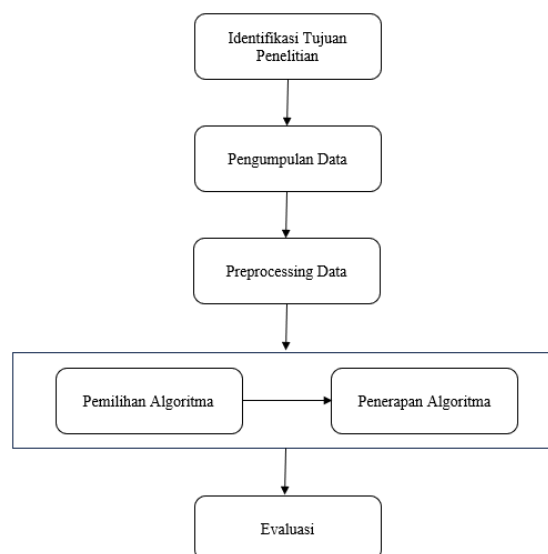 Identifikasi Tujuan
Penelitian
Pengumpulan Data
Preprocessing Data
Pemilihan Algoritma
Penerapan Algoritma
Evaluasi